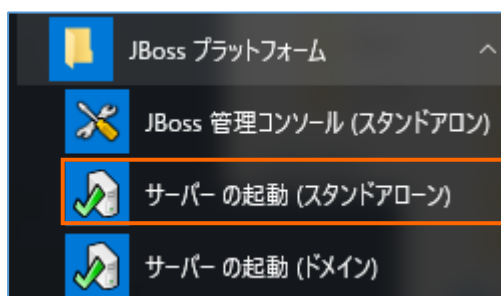 JBoss プラットフォーム
JBoss 管理コンソール (スタンドアロン)
サーバー の起動 (スタンドアローン)
サーバー の起動 (ドメイン)